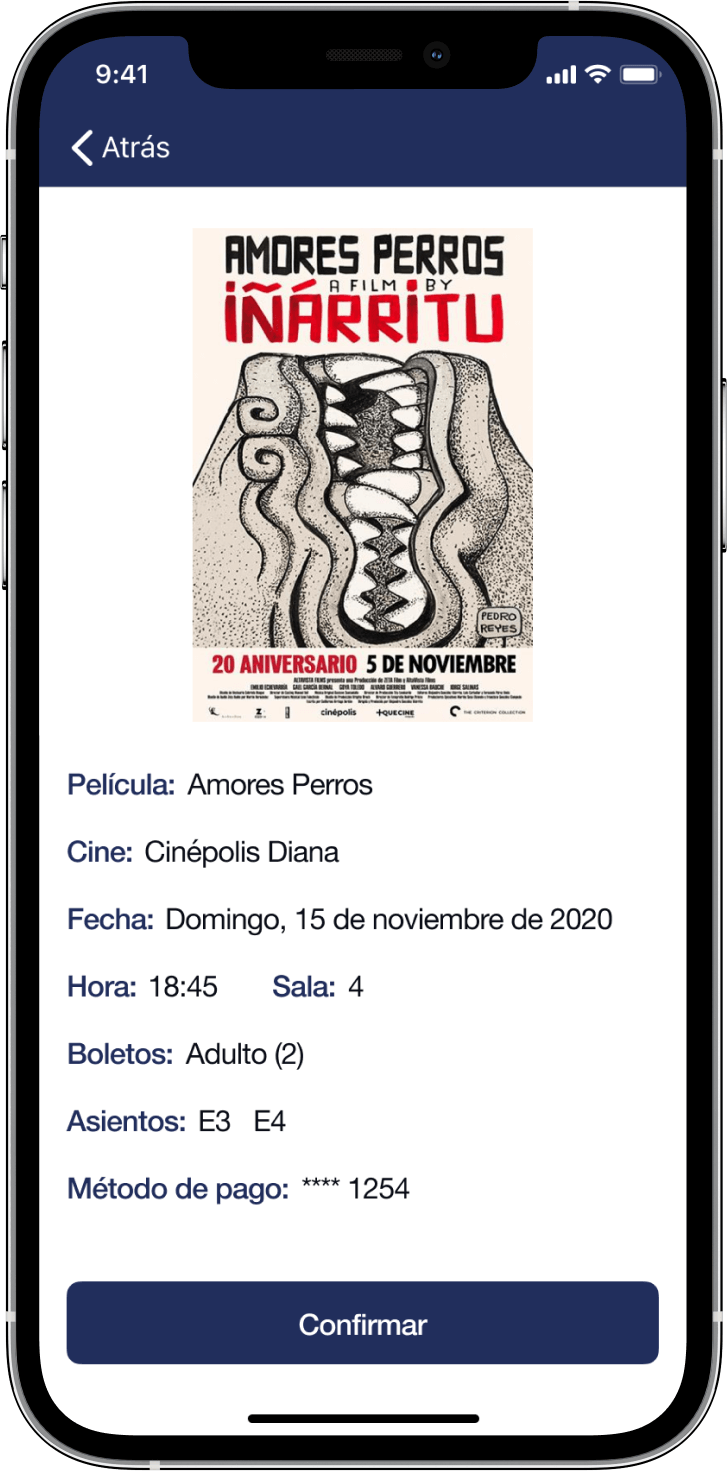 9:41
Atrás
AMORES PERROS
A FILM BY
IÑÁRRITU
PEDRO
REYES
20 ANIVERSARIO 5 DE NOVIEMBRE
ALTAVISTA FILMS presenta una Producción de ZETA Film y AltaVista Films
EMILIO ECHEVARRÍA GAEL GARCÍA BERNAL GOYA TOLEDO ALVARO GUERRERO VANESSA BAUCHE JORGE SALINAS
cinépolis +QUECINE THE CRITERION COLLECTION
Película: Amores Perros
Cine: Cinépolis Diana
Fecha: Domingo, 15 de noviembre de 2020
Hora: 18:45 Sala: 4
Boletos: Adulto (2)
Asientos: E3 E4
Método de pago: **** 1254
Confirmar